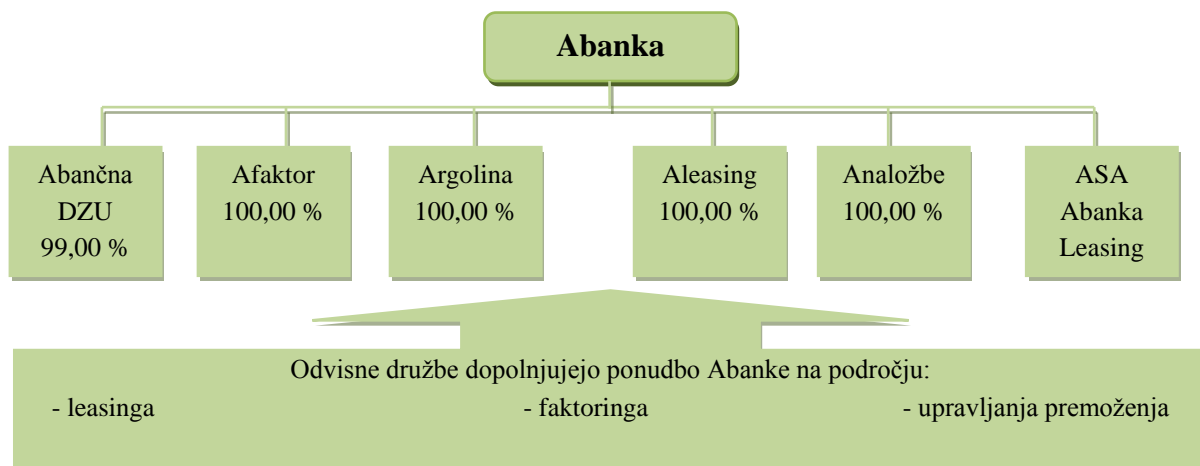 Abanka
Abančna
DZU
99,00 %
Afaktor
100,00 %
Argolina
100,00 %
Aleasing
100,00 %
Analožbe
100,00 %
ASA
Abanka
Leasing
Odvisne družbe dopolnjujejo ponudbo Abanke na področju:
- leasinga - faktoringa - upravljanja premoženja